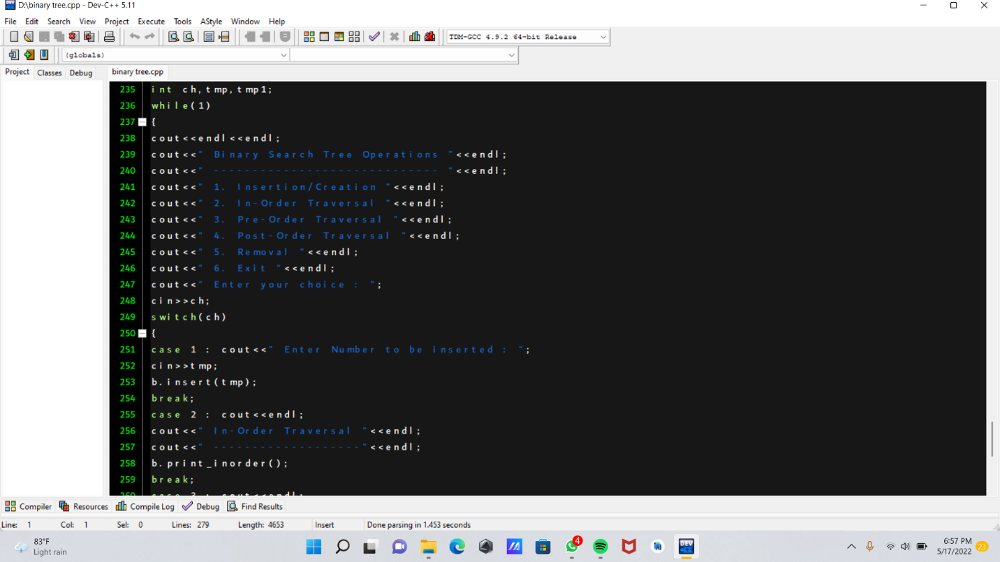 D:\binary tree.cpp - Dev-C++ 5.11
File Edit Search View Project Execute Tools AStyle Window Help
TDM-GCC 4.9.2 64-bit Release
(globals)
Project Classes Debug binary tree.cpp
235 int ch,tmp,tmp1;
236 while(1)
237 {
238 cout<<endl<<endl;
239 cout<<" Binary Search Tree Operations "<<endl;
240 cout<<" ----------------------------- "<<endl;
241 cout<<" 1. Insertion/Creation "<<endl;
242 cout<<" 2. In-Order Traversal "<<endl;
243 cout<<" 3. Pre-Order Traversal "<<endl;
244 cout<<" 4. Post-Order Traversal "<<endl;
245 cout<<" 5. Removal "<<endl;
246 cout<<" 6. Exit "<<endl;
247 cout<<" Enter your choice : ";
248 cin>>ch;
249 switch(ch)
250 {
251 case 1 : cout<<" Enter Number to be inserted : ";
252 cin>>tmp;
253 b.insert(tmp);
254 break;
255 case 2 : cout<<endl;
256 cout<<" In-Order Traversal "<<endl;
257 cout<<" -------------------"<<endl;
258 b.print_inorder();
259 break;
260 case 3 : cout<<endl;
Compiler Resources Compile Log Debug Find Results
Line: 1 Col: 1 Sel: 0 Lines: 279 Length: 4653 Insert Done parsing in 1.453 seconds
83°F
Light rain
4
DEV
6:57 PM
5/17/2022
23